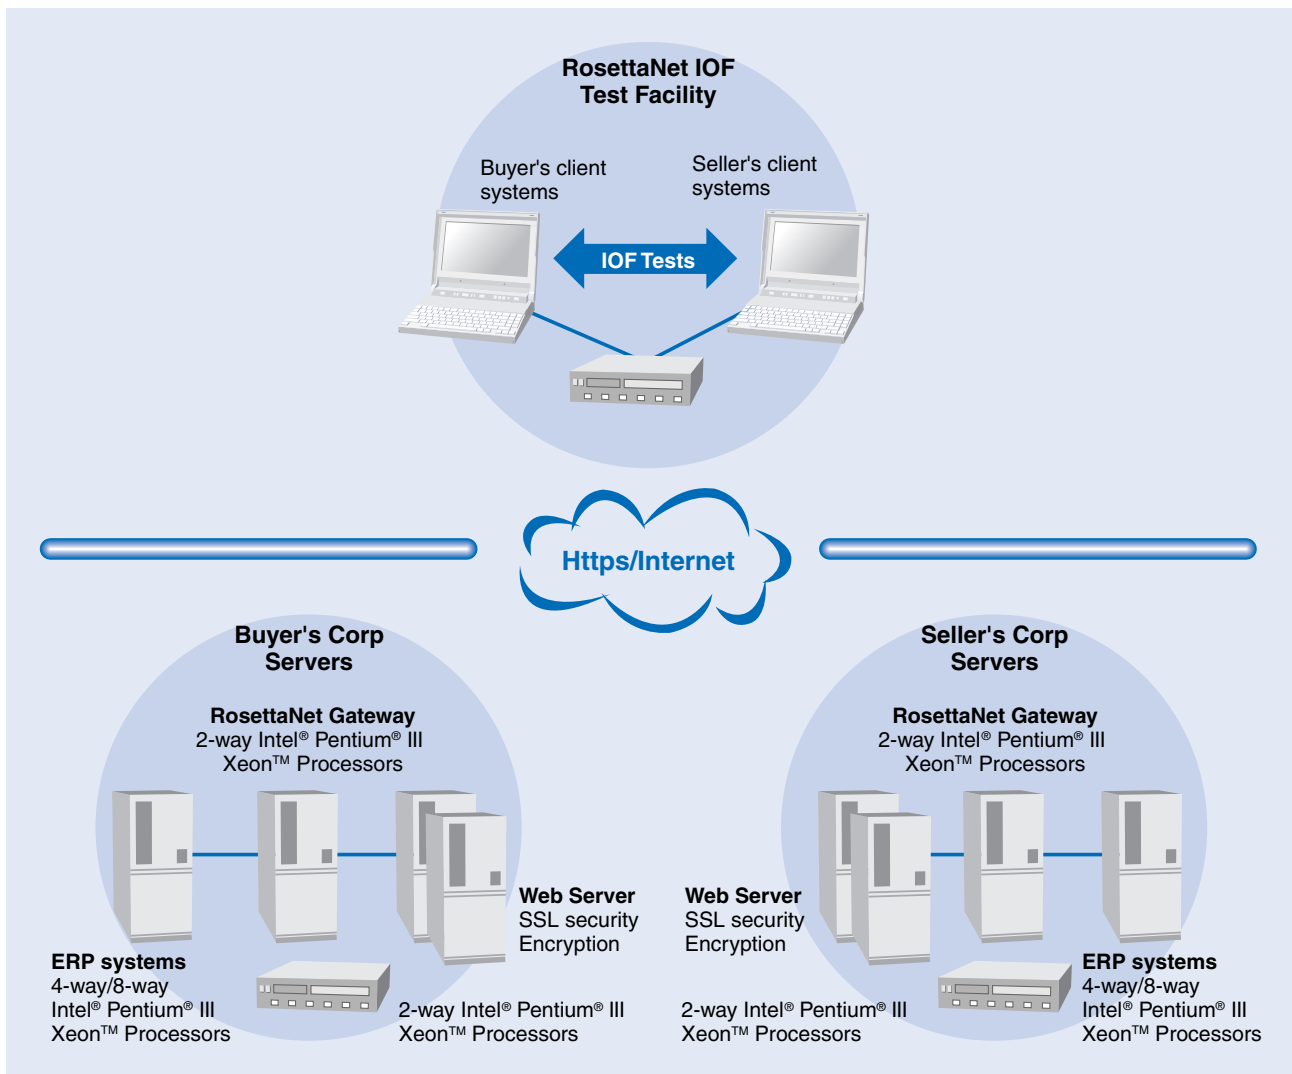 RosettaNet IOF
Test Facility
Buyer's client
systems
Seller's client
systems
IOF Tests
Https/Internet
Buyer's Corp
Servers
RosettaNet Gateway
2-way Intel® Pentium® III
Xeon™ Processors
Web Server
SSL security
Encryption
ERP systems
4-way/8-way
Intel® Pentium® III
Xeon™ Processors
2-way Intel® Pentium® III
Xeon™ Processors
Seller's Corp
Servers
RosettaNet Gateway
2-way Intel® Pentium® III
Xeon™ Processors
Web Server
SSL security
Encryption
2-way Intel® Pentium® III
Xeon™ Processors
ERP systems
4-way/8-way
Intel® Pentium® III
Xeon™ Processors